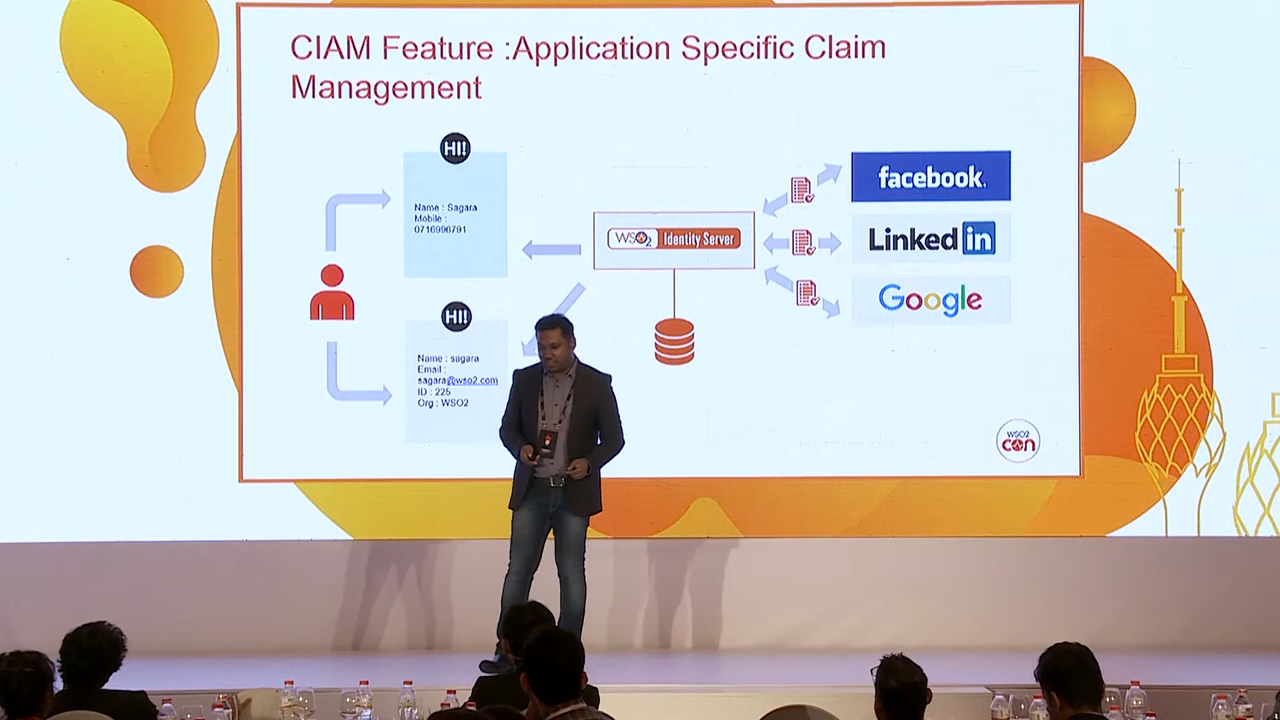 CIAM Feature :Application Specific Claim
Management
HI!
Name : Sagara
Mobile :
0716996791
HI!
Name : sagara
Email :
sagara@wso2.com
ID : 225
Org : WSO2
WSO2 Identity Server
facebook.
Linked in
Google
WSO2
CON